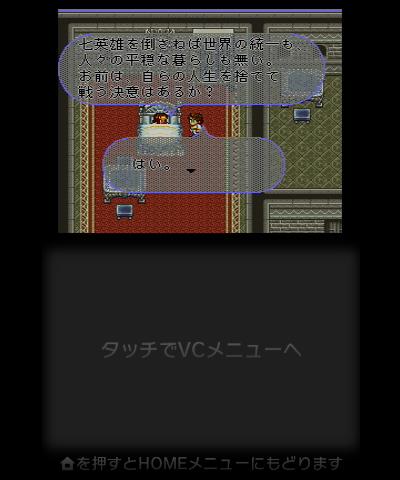 七英雄を倒さねば世界の統一も
人々の平穏な暮らしも無い。
お前は 自らの人生を捨てて
戦う決意はあるか?
はい。
タッチでVCメニューへ
を押すとHOMEメニューにもどります